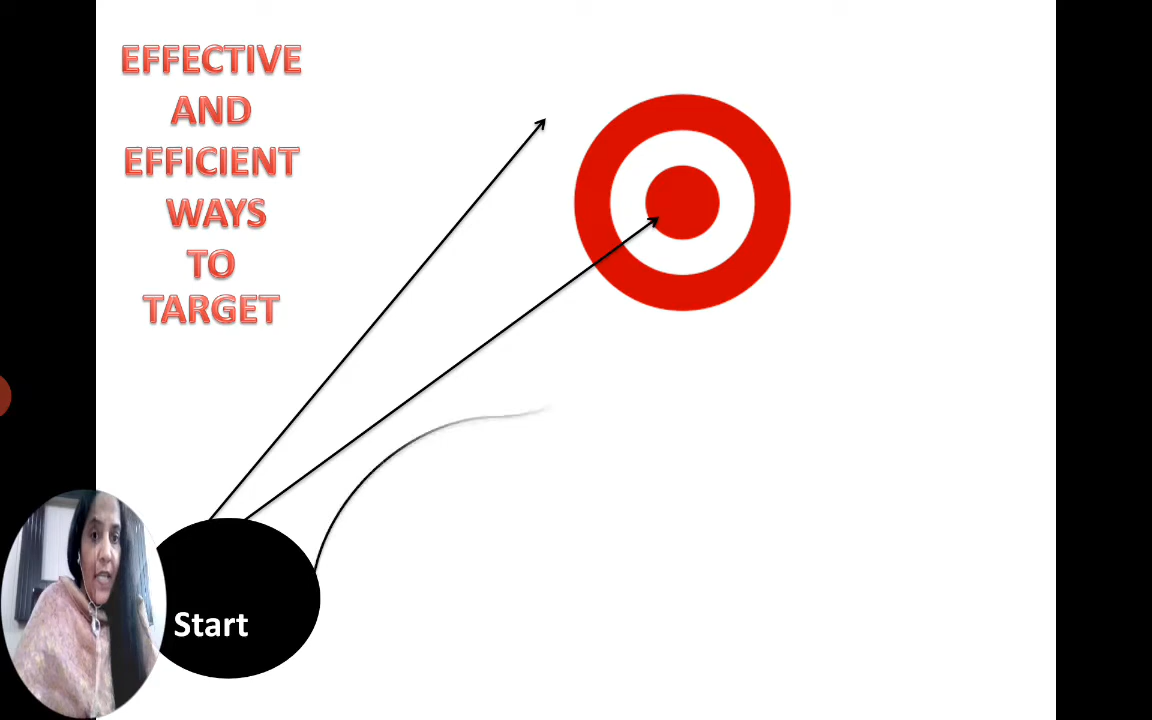 EFFECTIVE
AND
EFFICIENT
WAYS
TO
TARGET
Start